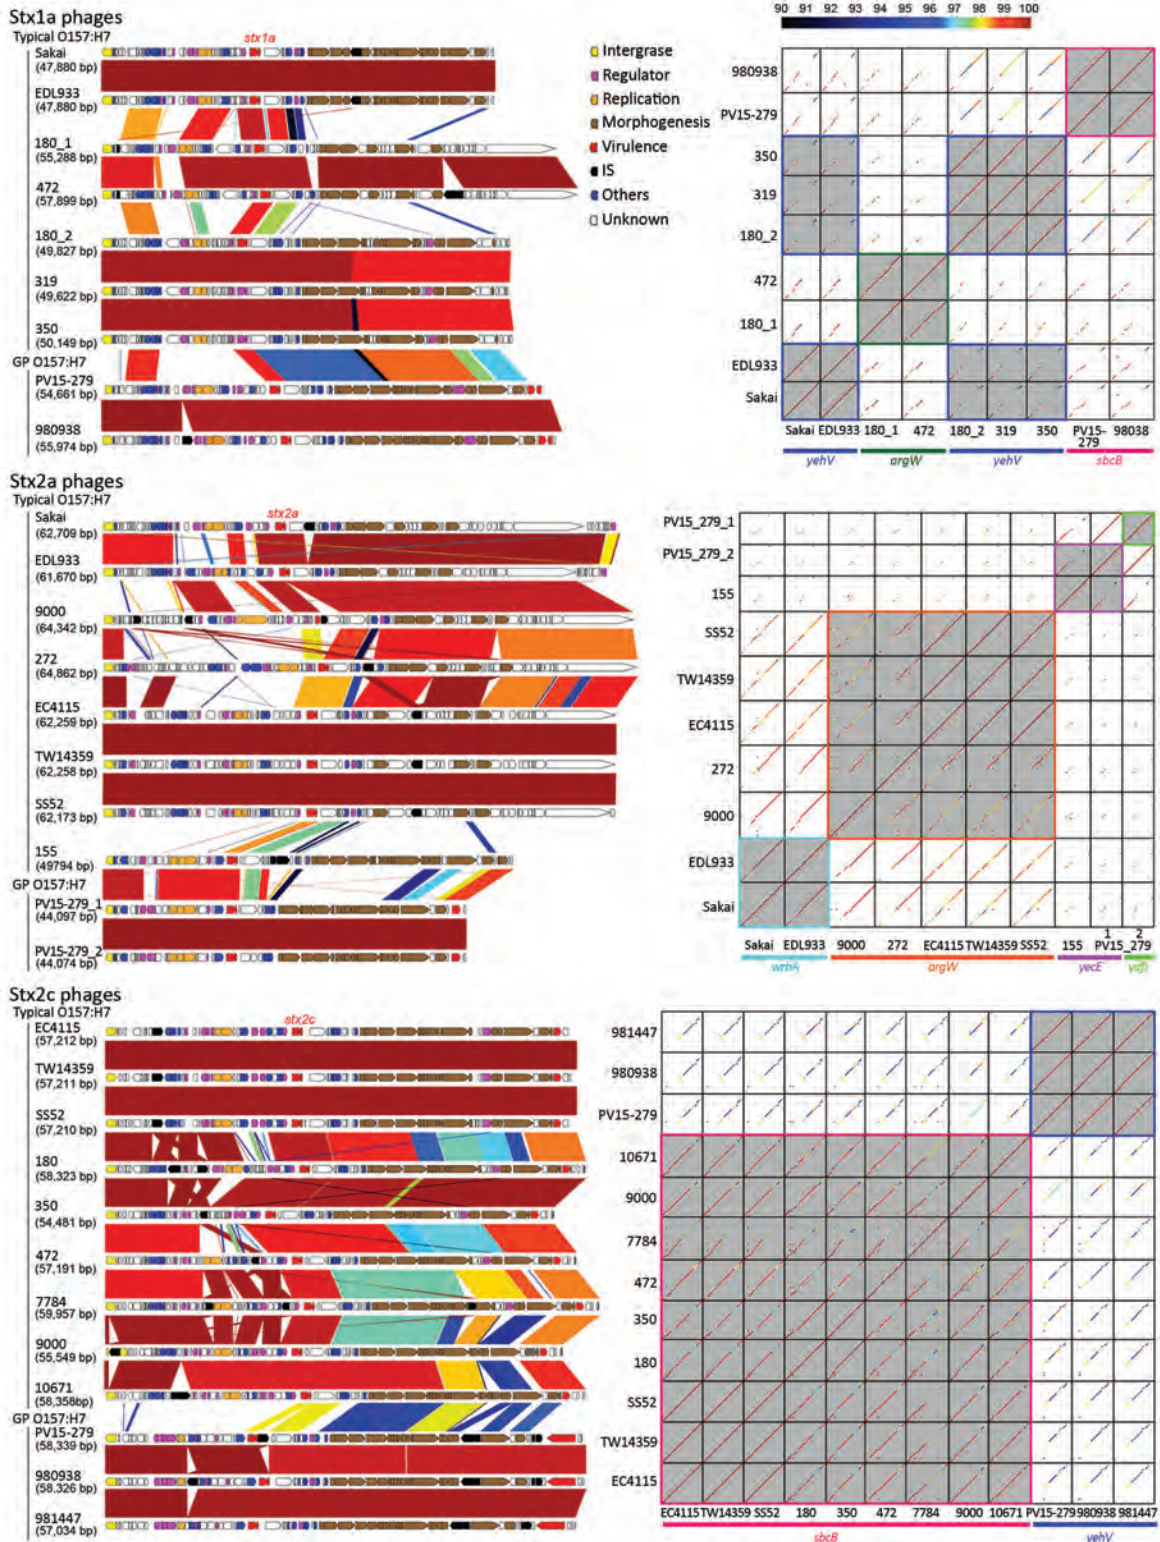 Stx1a phages
Typical O157:H7
stx1a
Sakai
(47,880 bp)
EDL933
(47,880 bp)
180_1
(55,288 bp)
472
(57,899 bp)
180_2
(49,827 bp)
319
(49,622 bp)
350
(50,149 bp)
GP O157:H7
PV15-279
(54,661 bp)
980938
(55,974 bp)
Intergrase
Regulator
Replication
Morphogenesis
Virulence
IS
Others
Unknown
90 91 92 93 94 95 96 97 98 99 100
980938
PV15-279
350
319
180_2
472
180_1
EDL933
Sakai
Sakai EDL933 180_1 472 180_2 319 350 PV15-279 98038
yehV argW yehV sbcB
Stx2a phages
Typical O157:H7
stx2a
Sakai
(62,709 bp)
EDL933
(61,670 bp)
9000
(64,342 bp)
272
(64,862 bp)
EC4115
(62,259 bp)
TW14359
(62,258 bp)
SS52
(62,173 bp)
155
(49794 bp)
GP O157:H7
PV15-279_1
(44,097 bp)
PV15-279_2
(44,074 bp)
PV15_279_1
PV15_279_2
155
SS52
TW14359
EC4115
272
9000
EDL933
Sakai
1 2
Sakai EDL933 9000 272 EC4115 TW14359 SS52 155 PV15_279
wrbA argW yecE
Stx2c phages
Typical O157:H7
stx2c
EC4115
(57,212 bp)
TW14359
(57,211 bp)
SS52
(57,210 bp)
180
(58,323 bp)
350
(54,481 bp)
472
(57,191 bp)
7784
(59,957 bp)
9000
(55,549 bp)
10671
(58,358bp)
GP O157:H7
PV15-279
(58,339 bp)
980938
(58,326 bp)
981447
(57,034 bp)
981447
980938
PV15-279
10671
9000
7784
472
350
180
SS52
TW14359
EC4115
EC4115 TW14359 SS52 180 350 472 7784 9000 10671 PV15-279 980938 981447
sbcB yehV